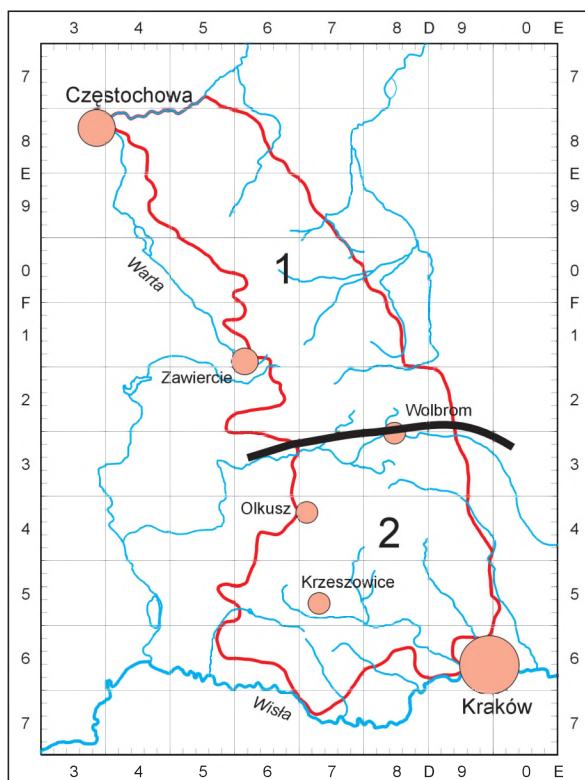 3 4 5 6 7 8 D 9 0 E
7
8
E
9
0
F
1
2
3
4
5
6
7
Częstochowa
1
Warta
Zawiercie
Wolbrom
Olkusz
2
Krzeszowice
Wisła
Kraków
7
8
E
9
0
F
1
2
3
4
5
6
7
3 4 5 6 7 8 D 9 0 E